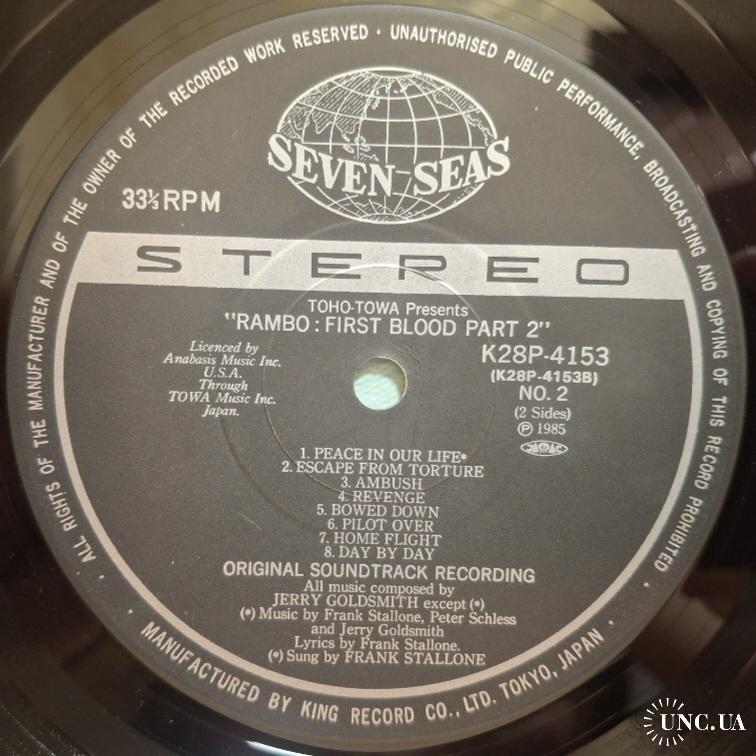 · ALL RIGHTS OF THE MANUFACTURER AND OF THE OWNER OF THE RECORDED WORK RESERVED · UNAUTHORISED PUBLIC PERFORMANCE, BROADCASTING AND COPYING OF THIS RECORD PROHIBITED ·
SEVEN SEAS
33⅓ RPM
STEREO
TOHO-TOWA Presents
"RAMBO : FIRST BLOOD PART 2"
Licenced by
Anabasis Music Inc.
U.S.A.
Through
TOWA Music Inc.
Japan.
K28P-4153
(K28P-4153B)
NO. 2
(2 Sides)
Ⓟ 1985
JASRAC
1. PEACE IN OUR LIFE*
2. ESCAPE FROM TORTURE
3. AMBUSH
4. REVENGE
5. BOWED DOWN
6. PILOT OVER
7. HOME FLIGHT
8. DAY BY DAY
ORIGINAL SOUNDTRACK RECORDING
All music composed by
JERRY GOLDSMITH except (*)
(*) Music by Frank Stallone, Peter Schless
and Jerry Goldsmith
Lyrics by Frank Stallone.
(*) Sung by FRANK STALLONE
· MANUFACTURED BY KING RECORD CO., LTD. TOKYO, JAPAN ·
UNC.UA